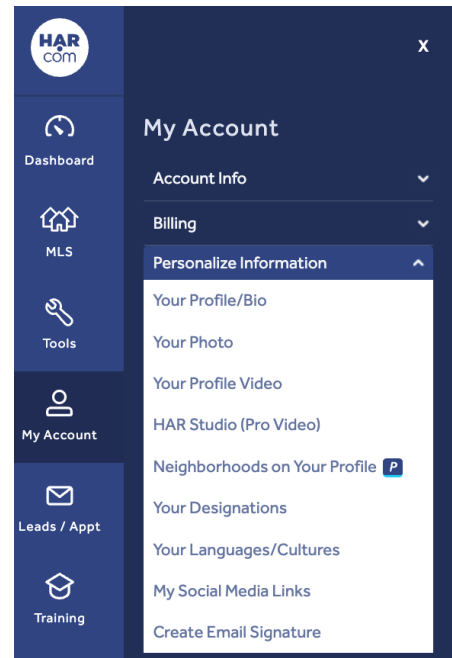 HAR
com
X
Dashboard
MLS
Tools
My Account
Leads / Appt
Training
My Account
Account Info
Billing
Personalize Information
Your Profile/Bio
Your Photo
Your Profile Video
HAR Studio (Pro Video)
Neighborhoods on Your Profile P
Your Designations
Your Languages/Cultures
My Social Media Links
Create Email Signature